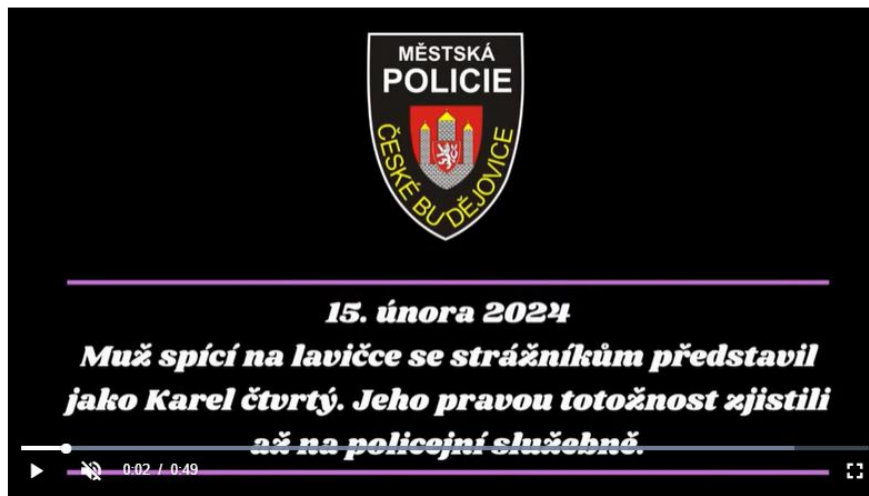 MĚSTSKÁ
POLICIE
ČESKÉ BUDĚJOVICE
15. února 2024
Muž spící na lavičce se strážníkům představil
jako Karel čtvrtý. Jeho pravou totožnost zjistili
až na policejní služebně.
0:02 / 0:49